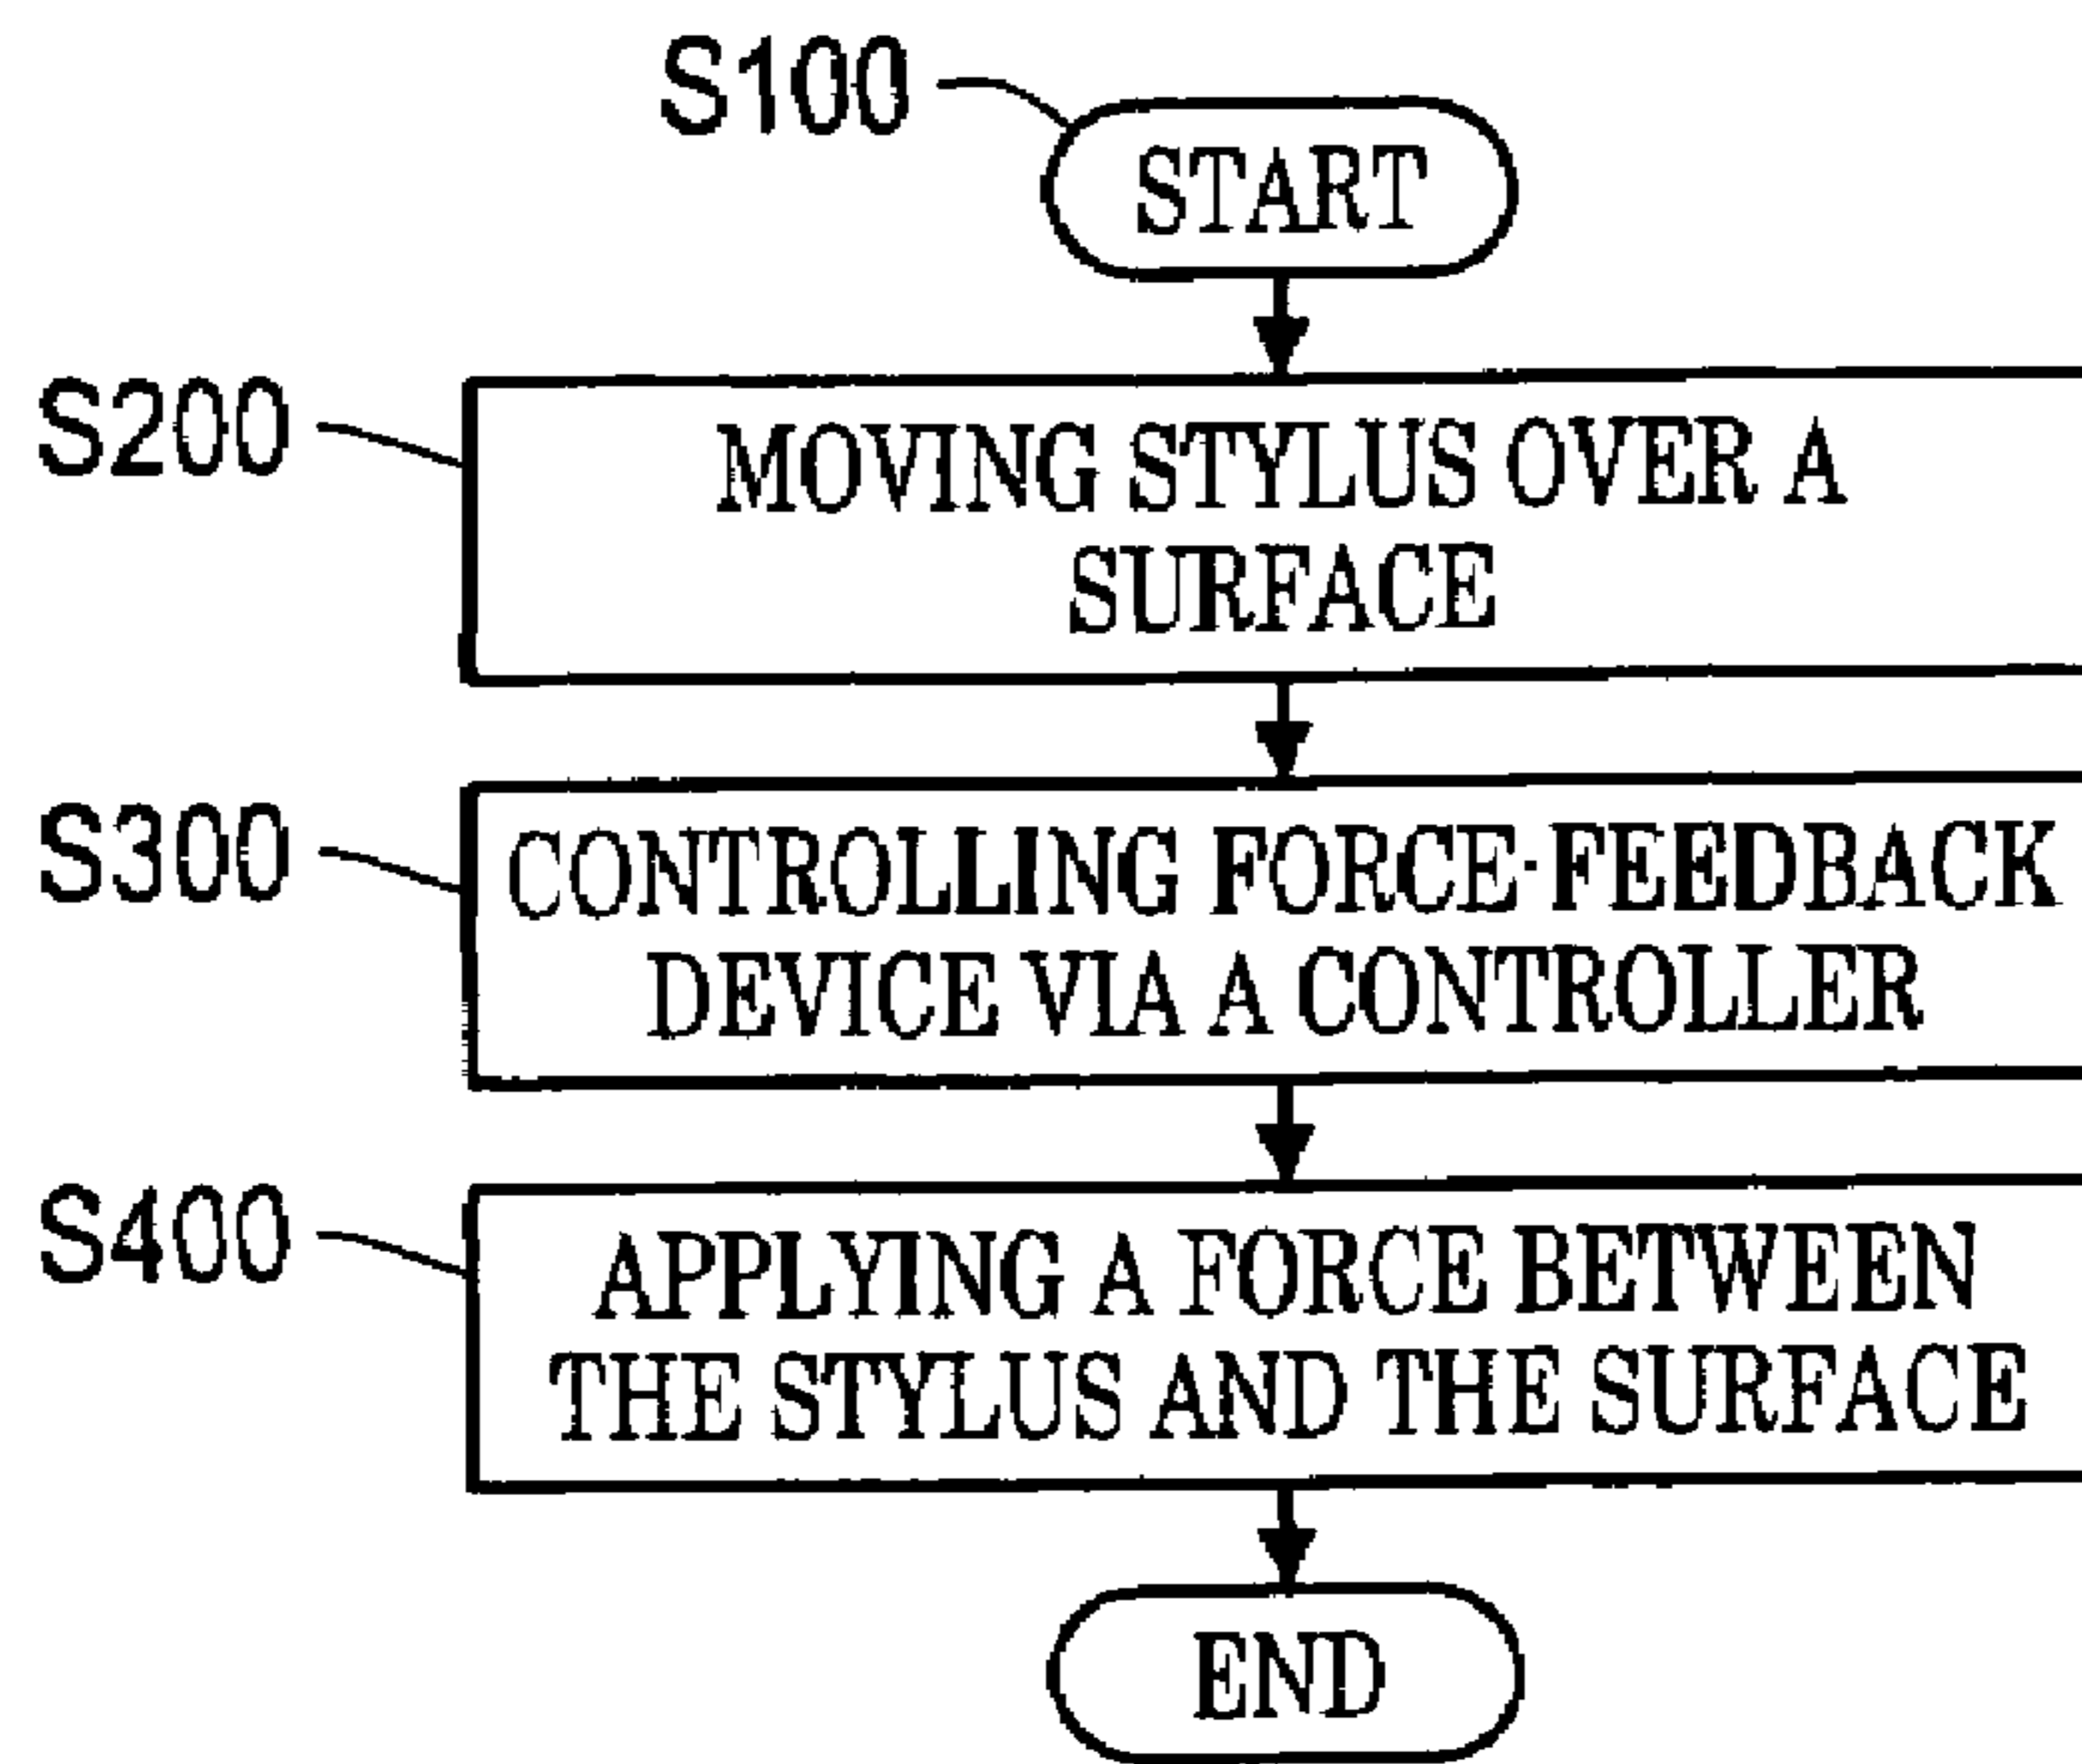 S100
START
S200
MOVING STYLUS OVER A
SURFACE
S300
CONTROLLING FORCE-FEEDBACK
DEVICE VIA A CONTROLLER
S400
APPLYING A FORCE BETWEEN
THE STYLUS AND THE SURFACE
END